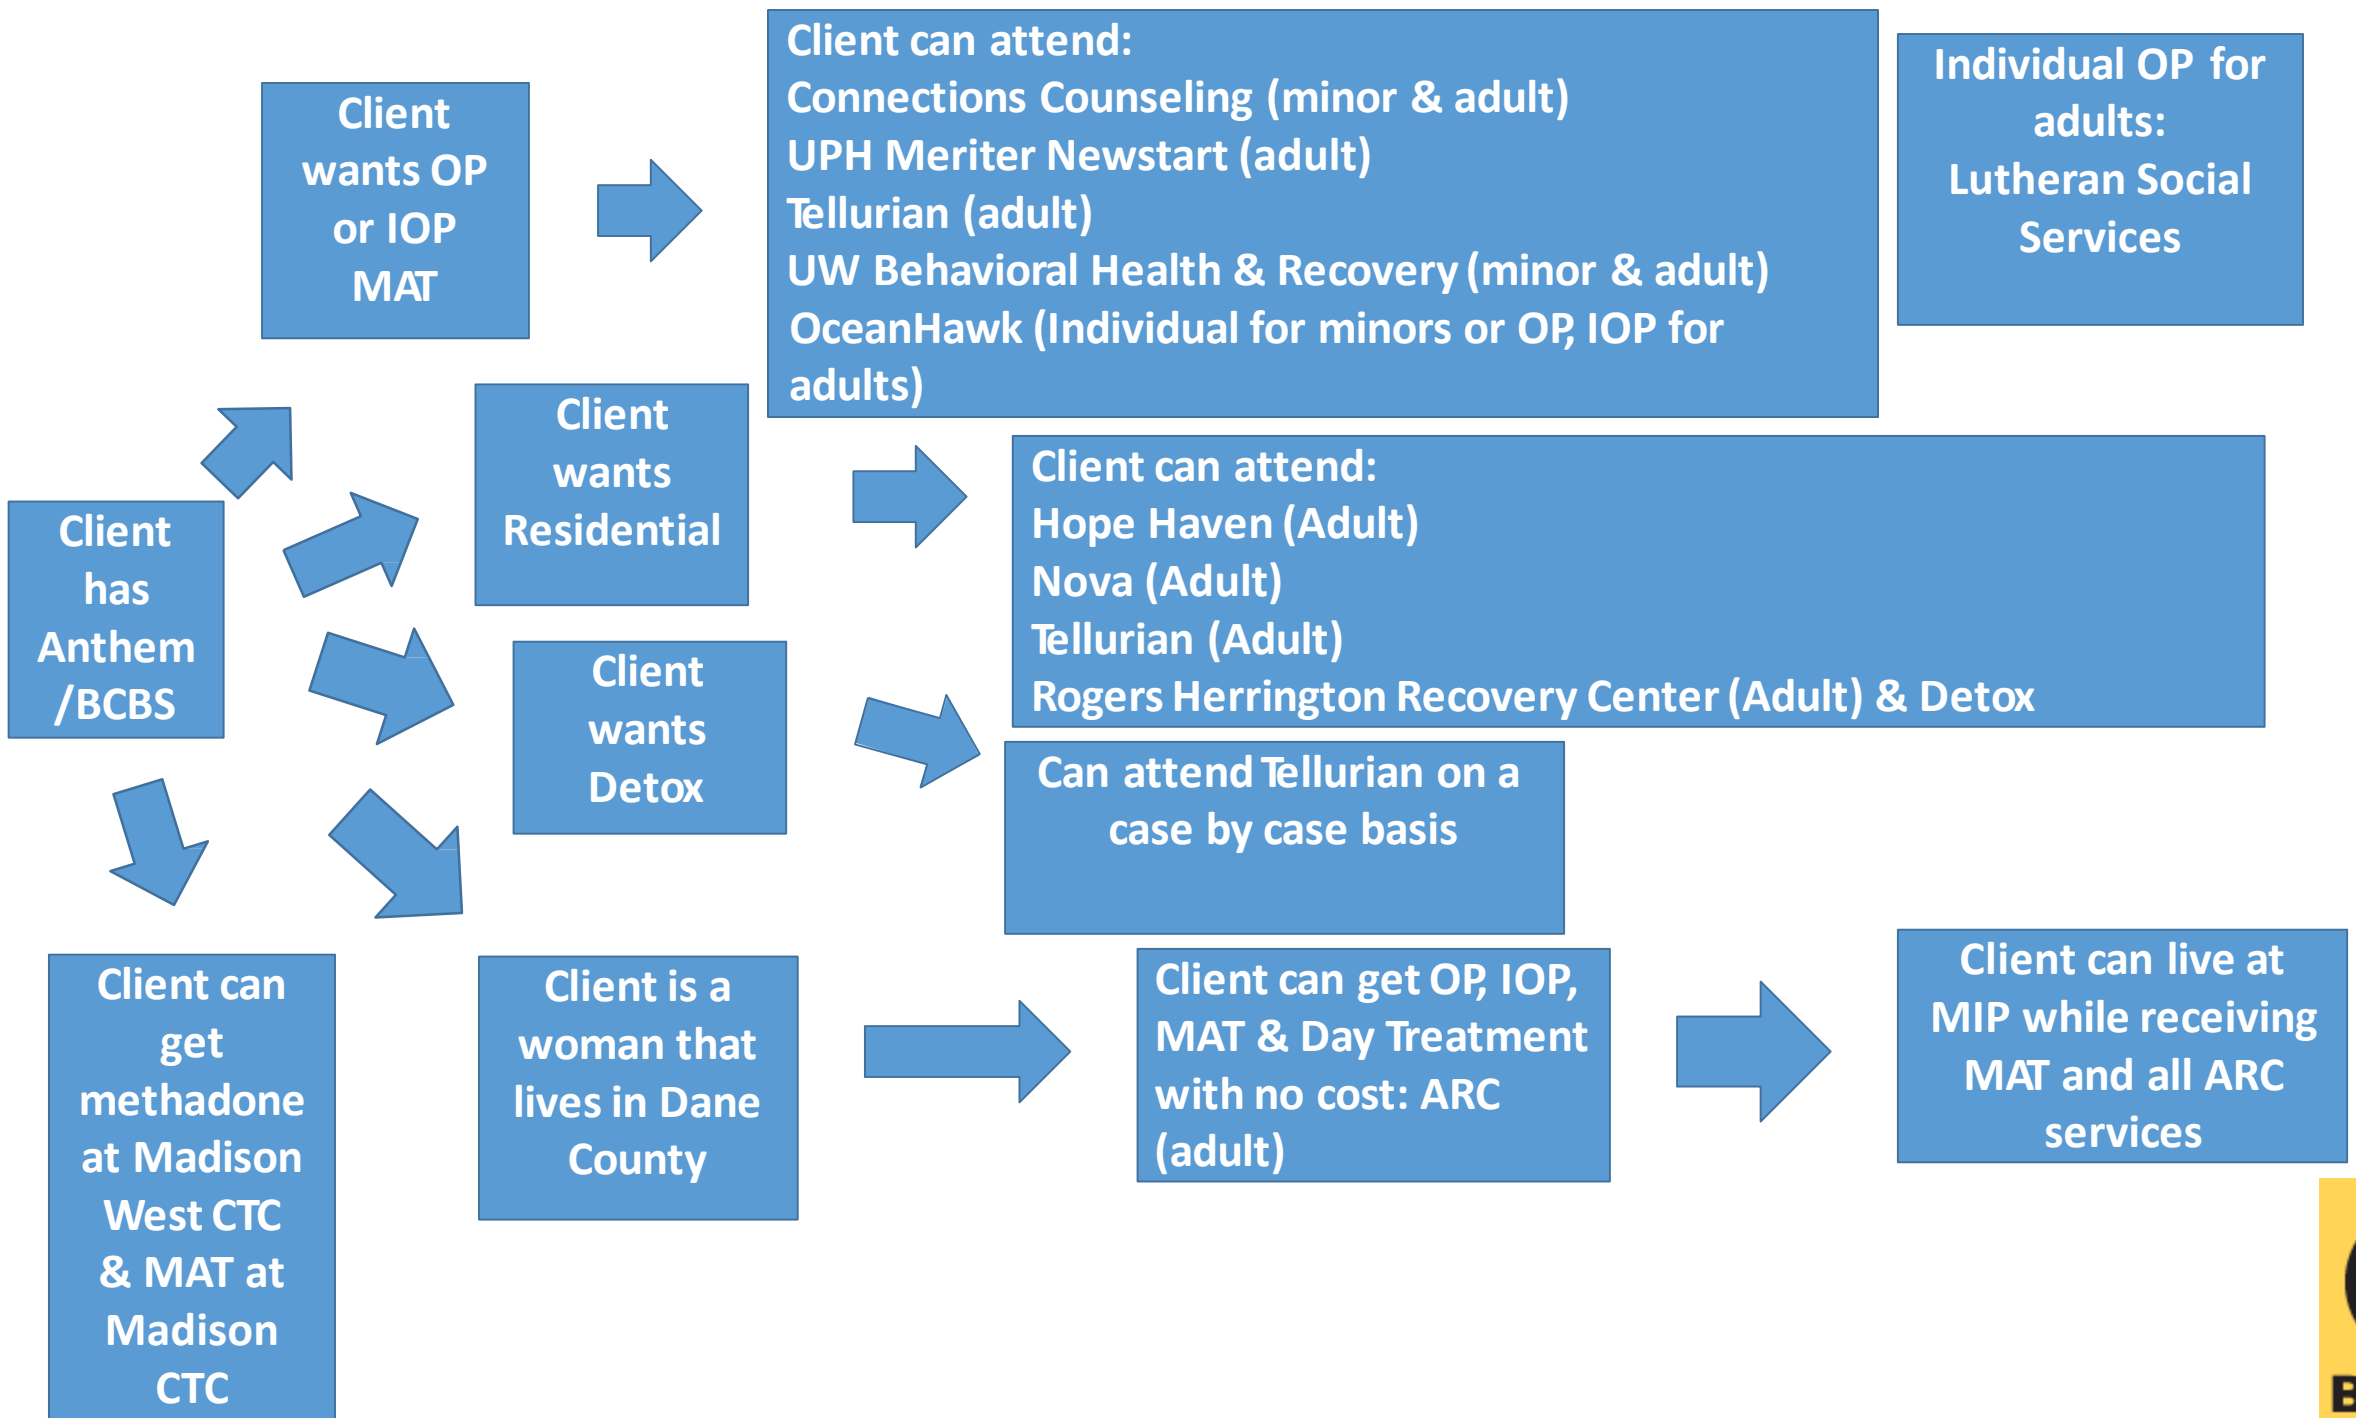 Client
wants OP
or IOP
MAT
Client can attend:
Connections Counseling (minor & adult)
UPH Meriter Newstart (adult)
Tellurian (adult)
UW Behavioral Health & Recovery (minor & adult)
OceanHawk (Individual for minors or OP, IOP for
adults)
Individual OP for
adults:
Lutheran Social
Services
Client
has
Anthem
/BCBS
Client
wants
Residential
Client can attend:
Hope Haven (Adult)
Nova (Adult)
Tellurian (Adult)
Rogers Herrington Recovery Center (Adult) & Detox
Client
wants
Detox
Can attend Tellurian on a
case by case basis
Client can
get
methadone
at Madison
West CTC
& MAT at
Madison
CTC
Client is a
woman that
lives in Dane
County
Client can get OP, IOP,
MAT & Day Treatment
with no cost: ARC
(adult)
Client can live at
MIP while receiving
MAT and all ARC
services